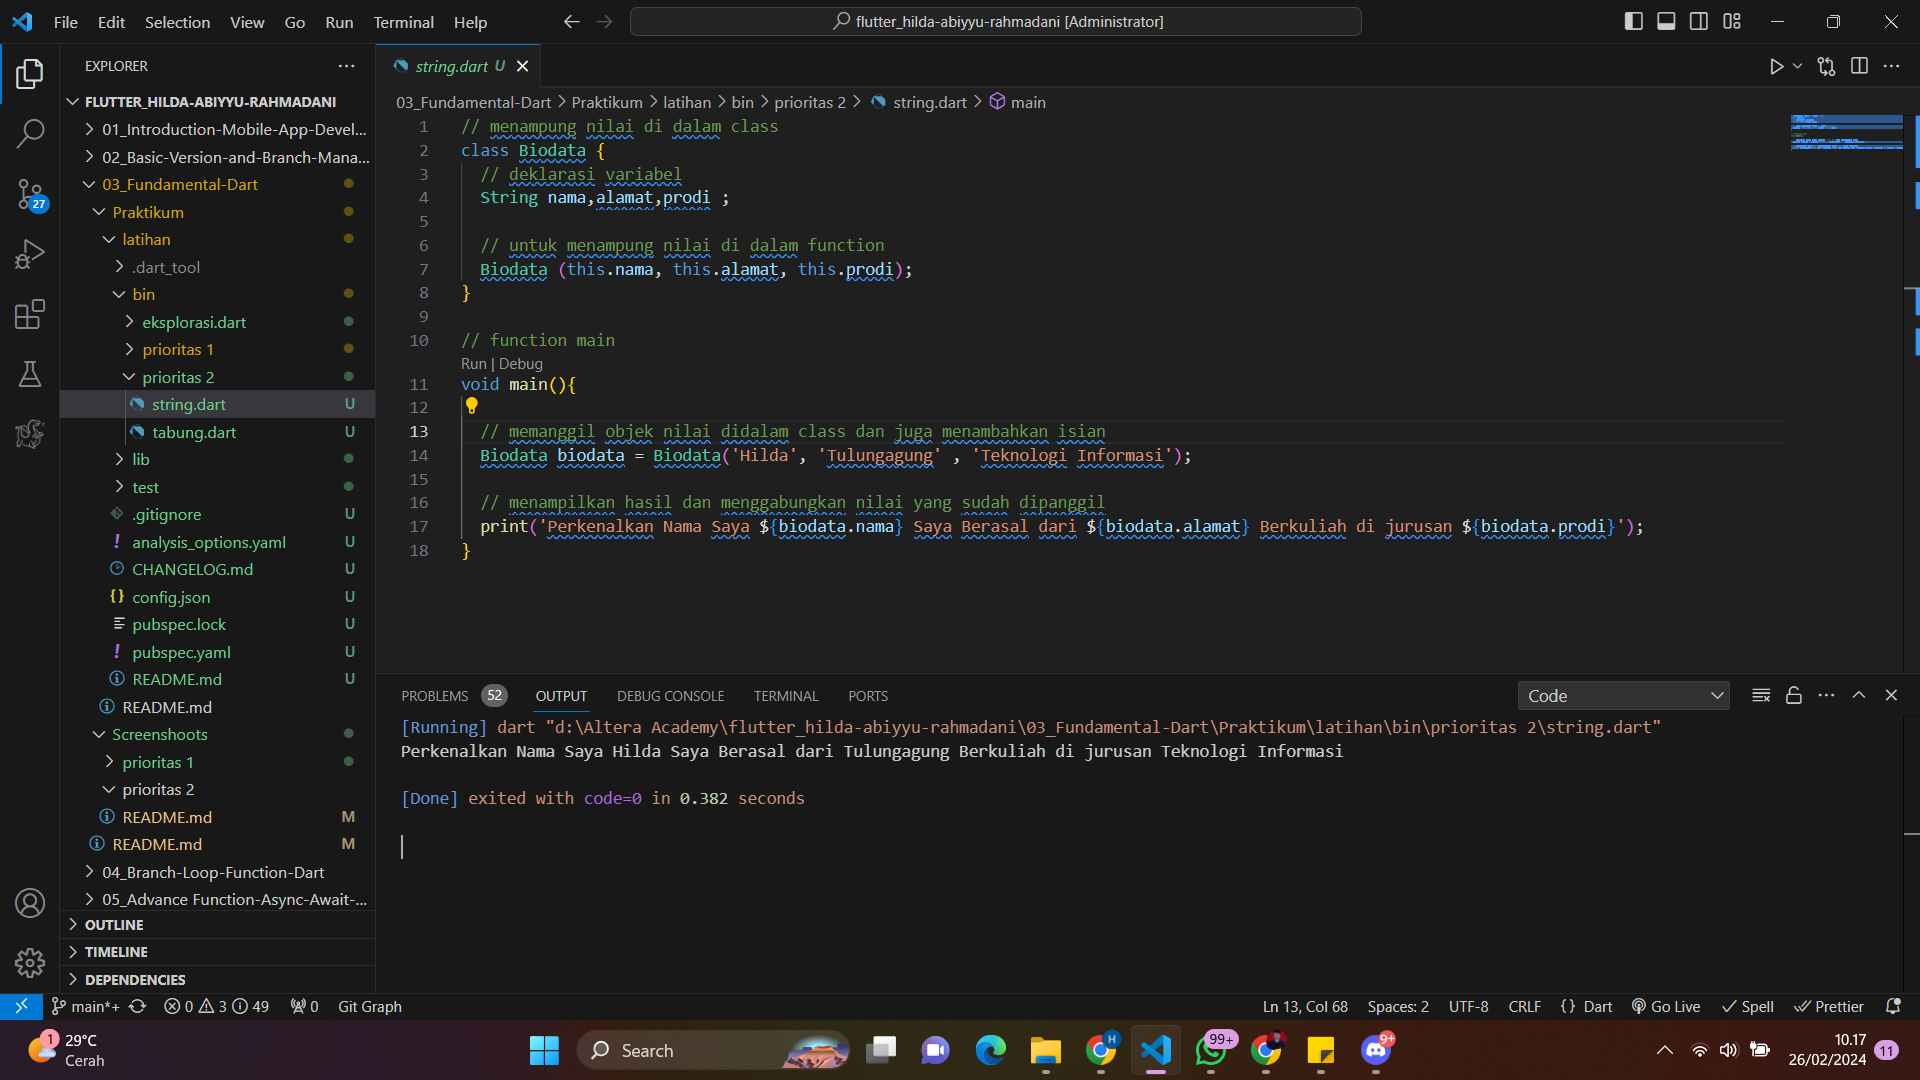 File Edit Selection View Go Run Terminal Help
flutter_hilda-abiyyu-rahmadani [Administrator]
EXPLORER
FLUTTER_HILDA-ABIYYU-RAHMADANI
01_Introduction-Mobile-App-Devel...
02_Basic-Version-and-Branch-Mana...
03_Fundamental-Dart
Praktikum
latihan
.dart_tool
bin
eksplorasi.dart
prioritas 1
prioritas 2
string.dart U
tabung.dart U
lib
test
.gitignore U
analysis_options.yaml U
CHANGELOG.md U
config.json U
pubspec.lock U
pubspec.yaml U
README.md U
README.md
Screenshoots
prioritas 1
prioritas 2
README.md M
README.md M
04_Branch-Loop-Function-Dart
05_Advance Function-Async-Await-...
OUTLINE
TIMELINE
DEPENDENCIES
27
string.dart U
03_Fundamental-Dart > Praktikum > latihan > bin > prioritas 2 > string.dart > main
1 // menampung nilai di dalam class
2 class Biodata {
3 // deklarasi variabel
4 String nama,alamat,prodi ;
5
6 // untuk menampung nilai di dalam function
7 Biodata (this.nama, this.alamat, this.prodi);
8 }
9
10 // function main
Run | Debug
11 void main(){
12
13 // memanggil objek nilai didalam class dan juga menambahkan isian
14 Biodata biodata = Biodata('Hilda', 'Tulungagung' , 'Teknologi Informasi');
15
16 // menampilkan hasil dan menggabungkan nilai yang sudah dipanggil
17 print('Perkenalkan Nama Saya ${biodata.nama} Saya Berasal dari ${biodata.alamat} Berkuliah di jurusan ${biodata.prodi}');
18 }
PROBLEMS 52 OUTPUT DEBUG CONSOLE TERMINAL PORTS Code
[Running] dart "d:\Altera Academy\flutter_hilda-abiyyu-rahmadani\03_Fundamental-Dart\Praktikum\latihan\bin\prioritas 2\string.dart"
Perkenalkan Nama Saya Hilda Saya Berasal dari Tulungagung Berkuliah di jurusan Teknologi Informasi
[Done] exited with code=0 in 0.382 seconds
main*+ 0 3 49 0 Git Graph Ln 13, Col 68 Spaces: 2 UTF-8 CRLF {} Dart Go Live Spell Prettier
1 29°C
Cerah
Search
H
99+
9+
10.17
26/02/2024
11